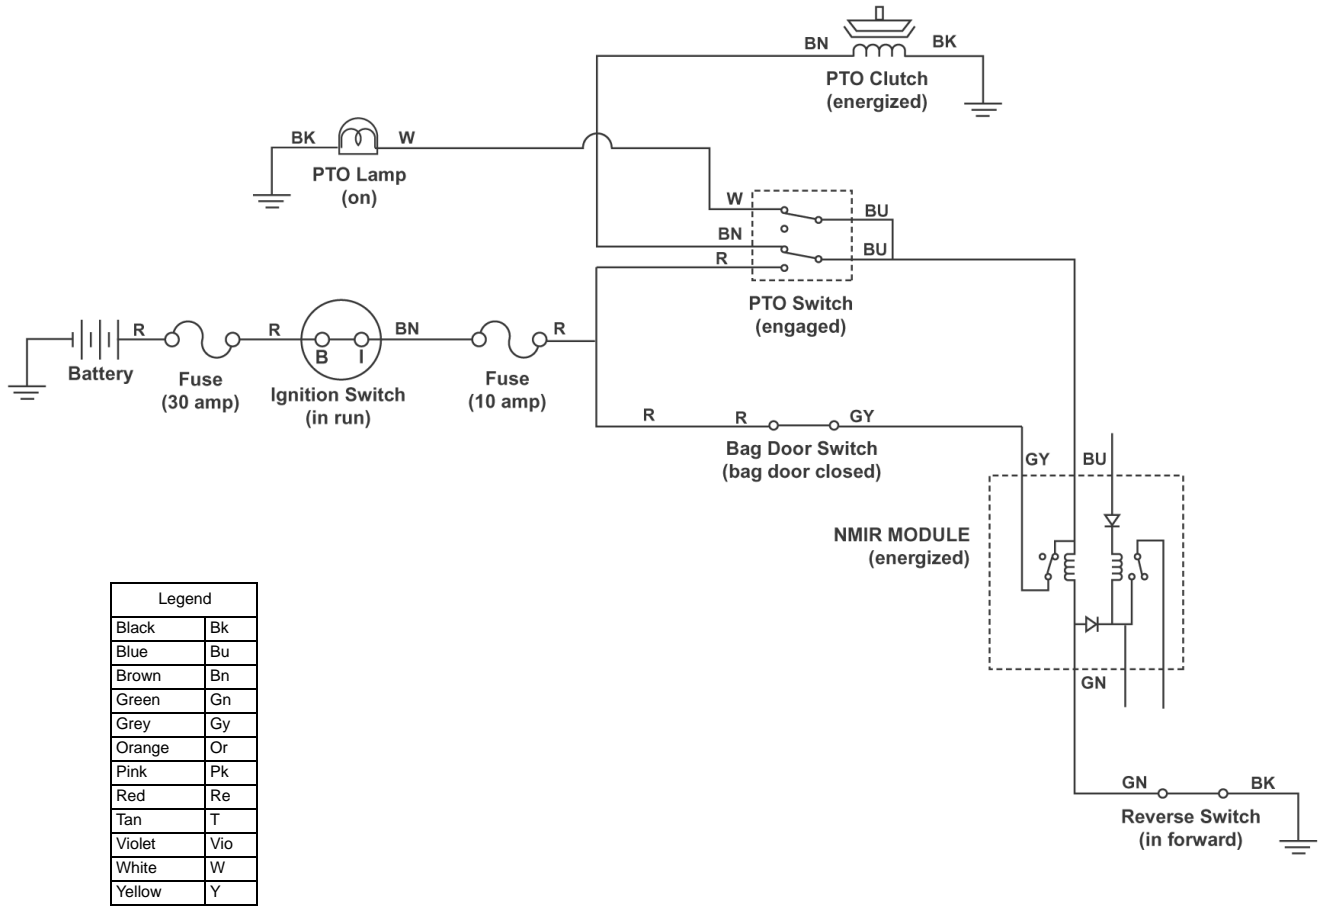 BN
BK
PTO Clutch
(energized)
BK
W
PTO Lamp
(on)
W
BU
BN
BU
R
PTO Switch
(engaged)
R
R
BN
R
B
I
Battery
Fuse
(30 amp)
Ignition Switch
(in run)
Fuse
(10 amp)
R
R
GY
Bag Door Switch
(bag door closed)
GY
BU
NMIR MODULE
(energized)
GN
GN
BK
Reverse Switch
(in forward)
Legend
Black Bk
Blue Bu
Brown Bn
Green Gn
Grey Gy
Orange Or
Pink Pk
Red Re
Tan T
Violet Vio
White W
Yellow Y